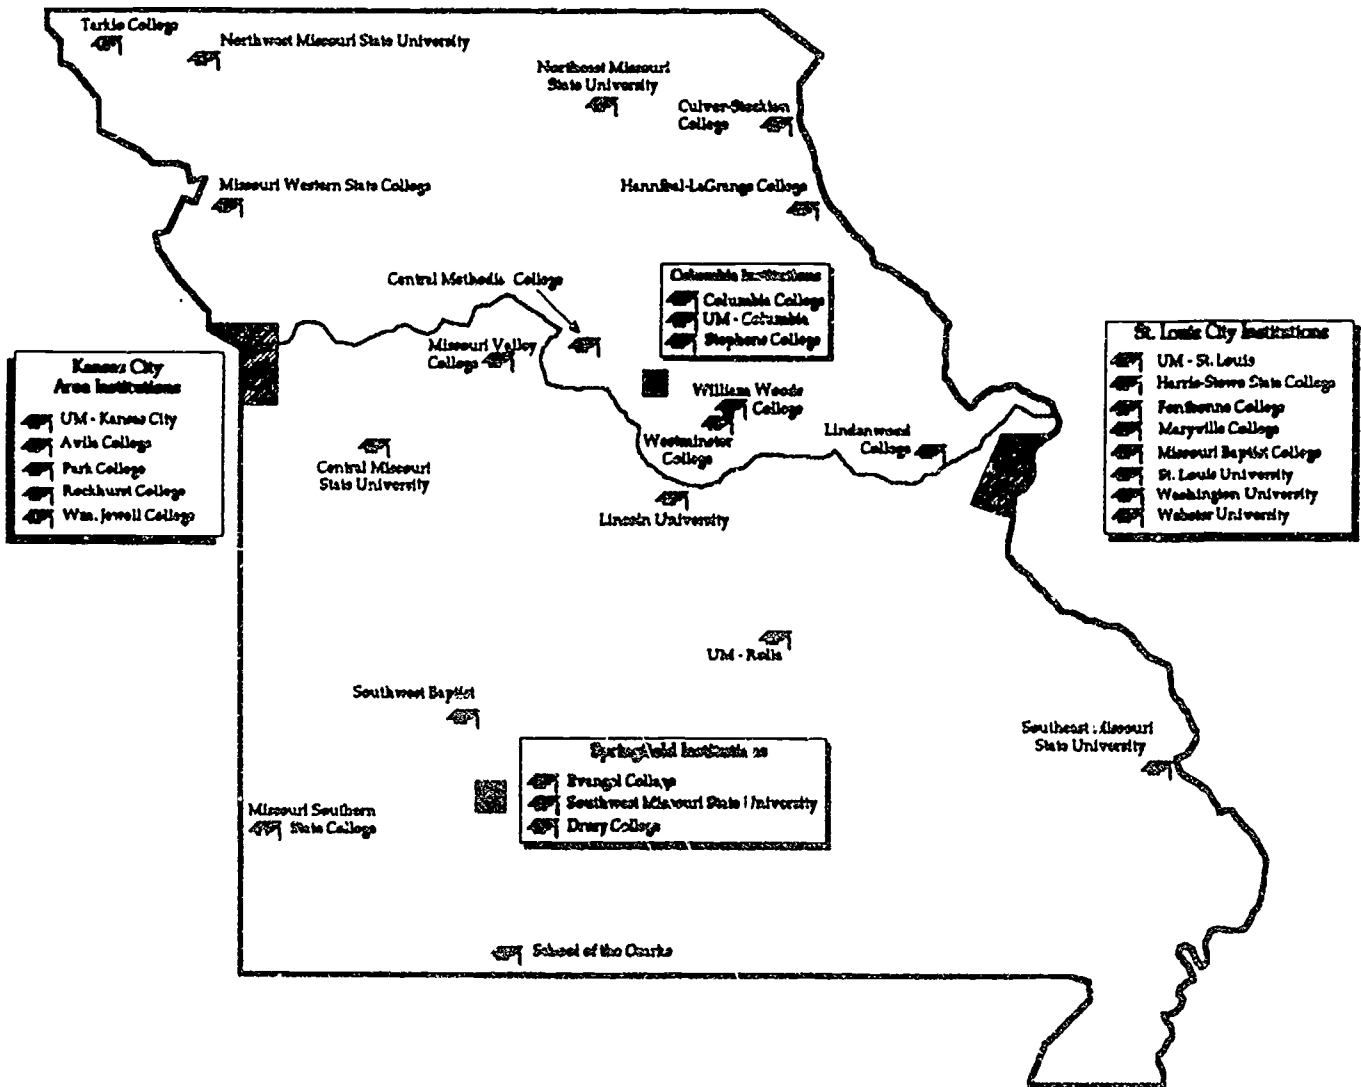 Tarkio College
Northwest Missouri State University
Northeast Missouri
State University
Culver-Stockton
College
Missouri Western State College
Hannibal-LaGrange College
Central Methodis College
Columbia Institutions
Columbia College
UM - Columbia
Stephens College
Missouri Valley
College
William Woods
College
Westminster
College
Lindenwood
College
Kansas City
Area Institutions
UM - Kansas City
Avila College
Park College
Rockhurst College
Wm. Jewell College
St. Louis City Institutions
UM - St. Louis
Harris-Stowe State College
Fontbonne College
Maryville College
Missouri Baptist College
St. Louis University
Washington University
Webster University
Central Missouri
State University
Lincoln University
UM - Rolla
Southwest Baptist
Southeast Missouri
State University
Springfield Institutions
Evangel College
Southwest Missouri State University
Drury College
Missouri Southern
State College
School of the Ozarks